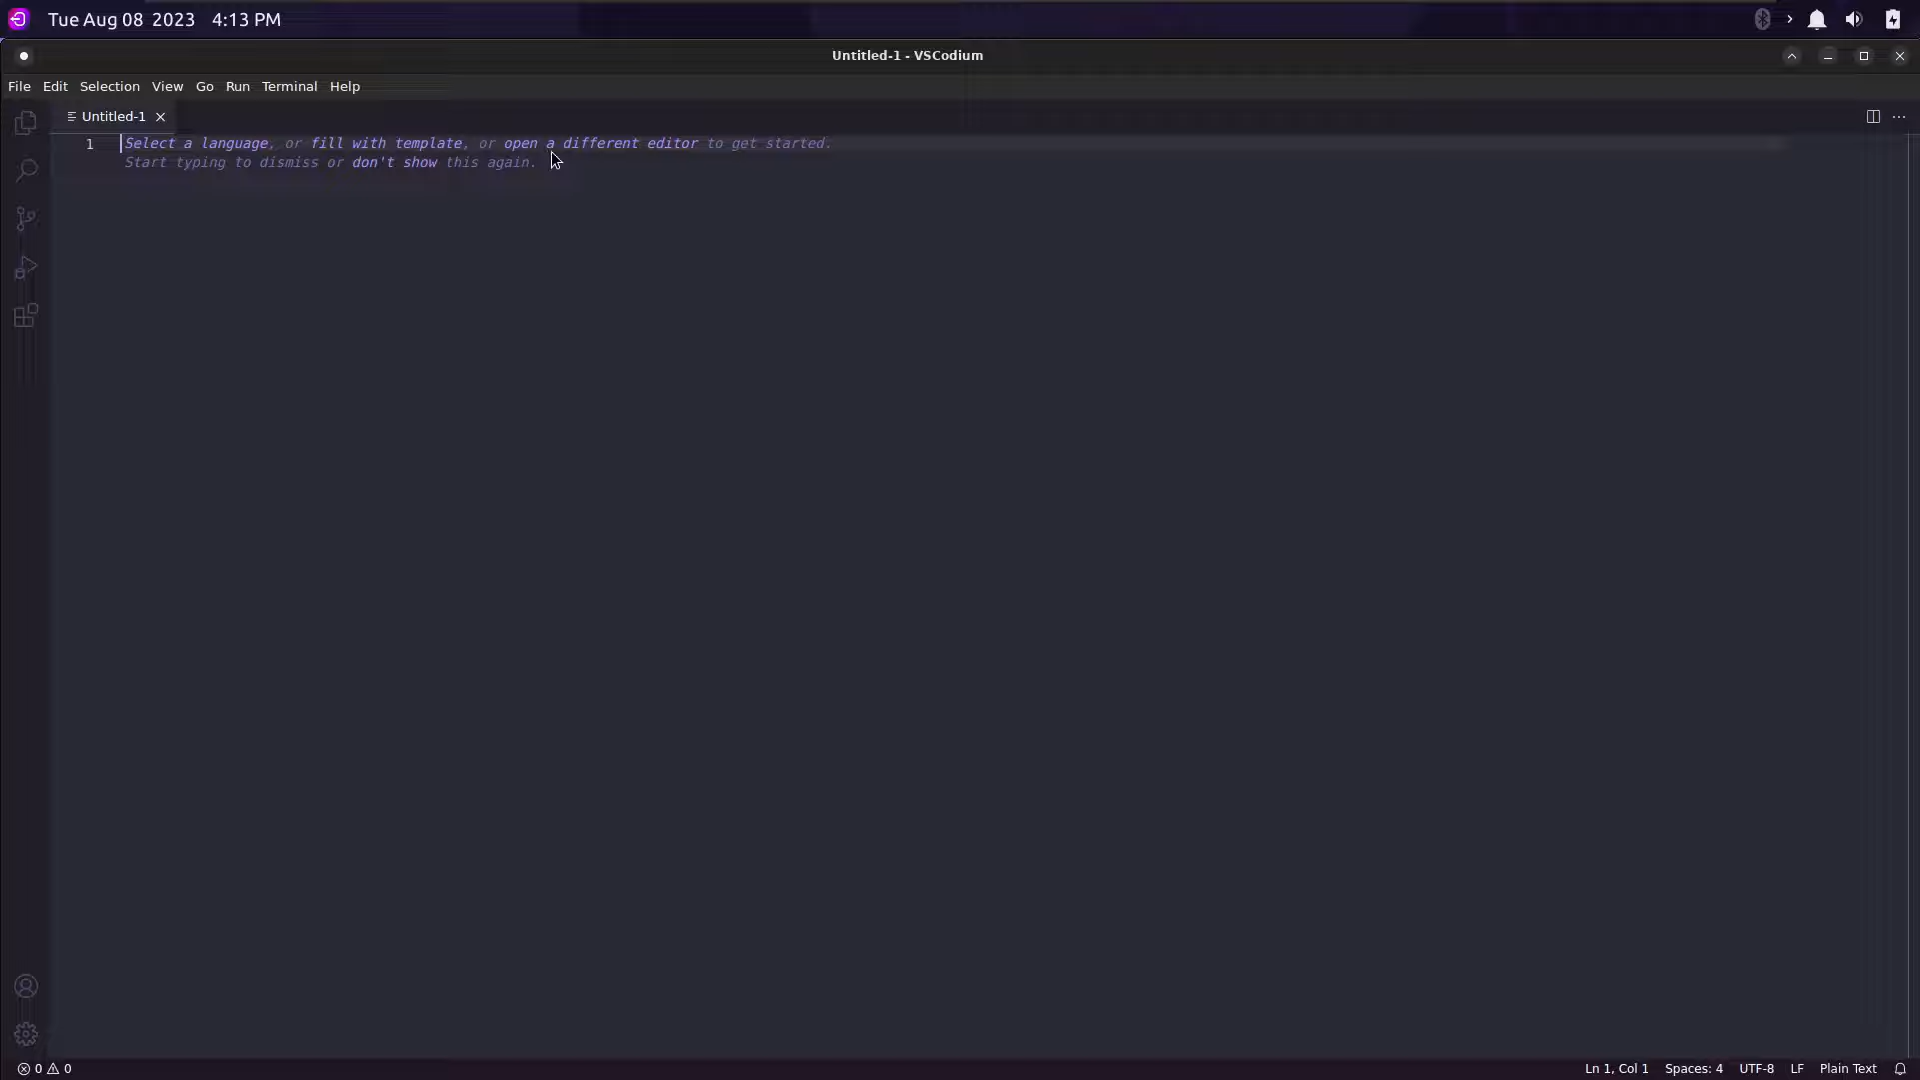 Tue Aug 08 2023 4:13 PM
Untitled-1 - VSCodium
File Edit Selection View Go Run Terminal Help
Untitled-1
1 Select a language, or fill with template, or open a different editor to get started.
Start typing to dismiss or don't show this again.
0 0 Ln 1, Col 1 Spaces: 4 UTF-8 LF Plain Text